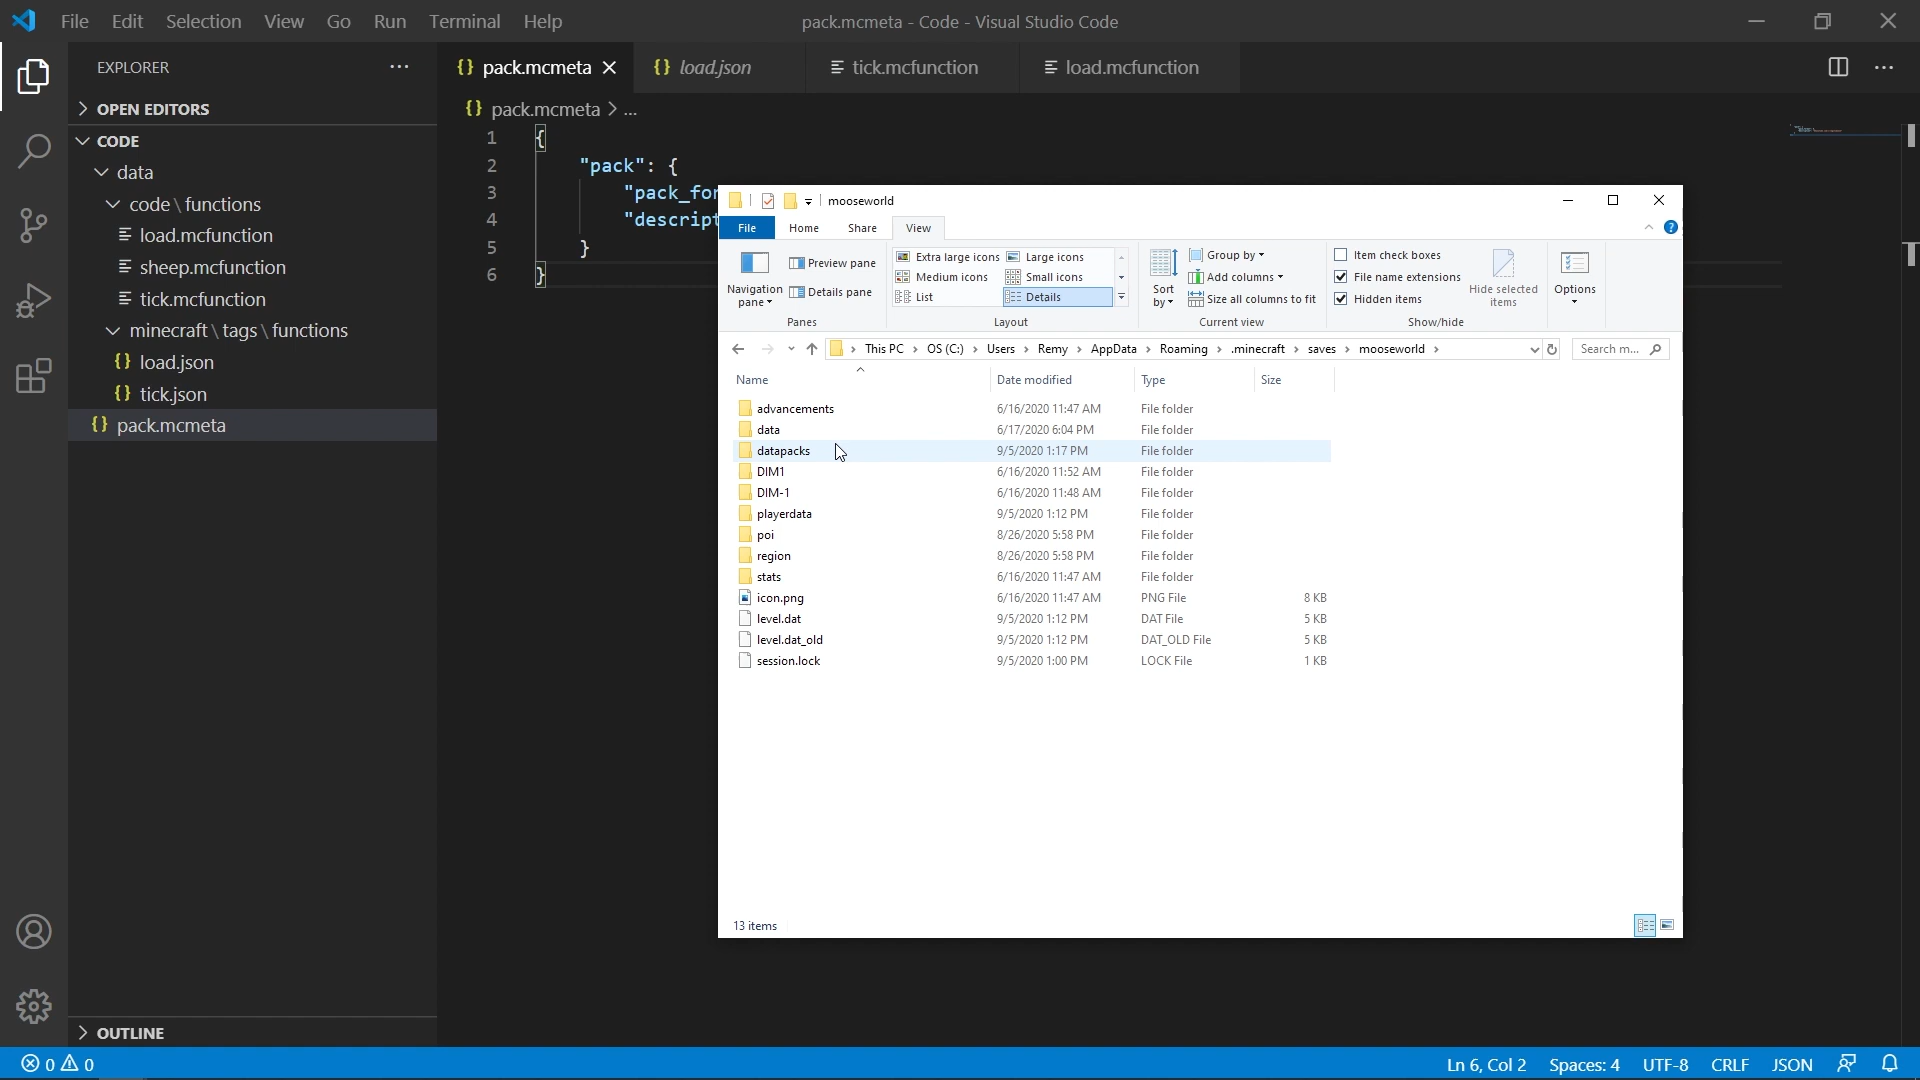 File Edit Selection View Go Run Terminal Help
pack.mcmeta - Code - Visual Studio Code
EXPLORER
OPEN EDITORS
CODE
data
code \ functions
load.mcfunction
sheep.mcfunction
tick.mcfunction
minecraft \ tags \ functions
load.json
tick.json
pack.mcmeta
OUTLINE
pack.mcmeta load.json tick.mcfunction load.mcfunction
{} pack.mcmeta > ...
1 {
2 "pack": {
3 "pack_for
4 "descript
5 }
6 }
mooseworld
File Home Share View
Navigation pane
Preview pane
Details pane
Panes
Extra large icons Large icons
Medium icons Small icons
List Details
Layout
Sort by
Group by
Add columns
Size all columns to fit
Current view
Item check boxes
File name extensions
Hidden items
Hide selected items
Show/hide
Options
This PC > OS (C:) > Users > Remy > AppData > Roaming > .minecraft > saves > mooseworld >
Search m...
Name Date modified Type Size
advancements 6/16/2020 11:47 AM File folder
data 6/17/2020 6:04 PM File folder
datapacks 9/5/2020 1:17 PM File folder
DIM1 6/16/2020 11:52 AM File folder
DIM-1 6/16/2020 11:48 AM File folder
playerdata 9/5/2020 1:12 PM File folder
poi 8/26/2020 5:58 PM File folder
region 8/26/2020 5:58 PM File folder
stats 6/16/2020 11:47 AM File folder
icon.png 6/16/2020 11:47 AM PNG File 8 KB
level.dat 9/5/2020 1:12 PM DAT File 5 KB
level.dat_old 9/5/2020 1:12 PM DAT_OLD File 5 KB
session.lock 9/5/2020 1:00 PM LOCK File 1 KB
13 items
0 0
Ln 6, Col 2 Spaces: 4 UTF-8 CRLF JSON